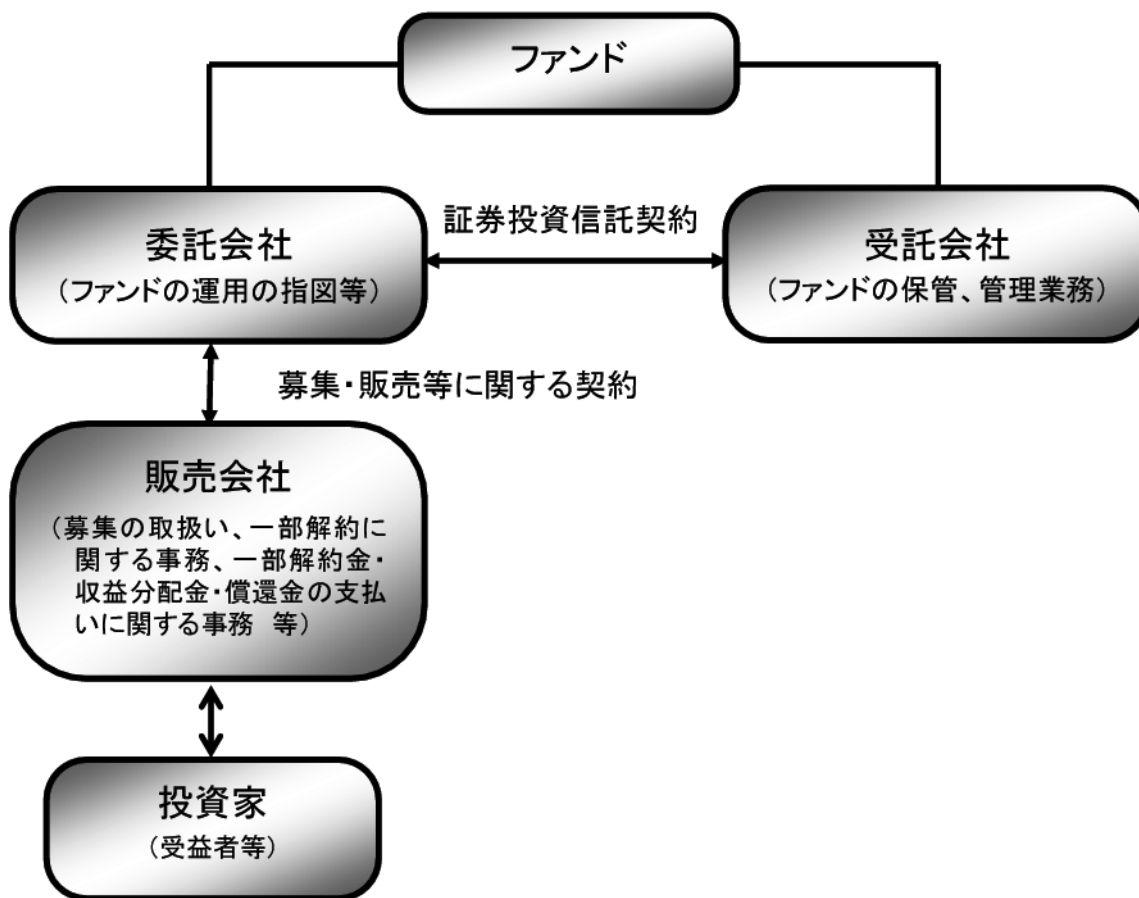 ファンド
証券投資信託契約
委託会社
(ファンドの運用の指図等)
受託会社
(ファンドの保管、管理業務)
募集・販売等に関する契約
販売会社
(募集の取扱い、一部解約に
関する事務、一部解約金・
収益分配金・償還金の支払
いに関する事務 等)
投資家
(受益者等)